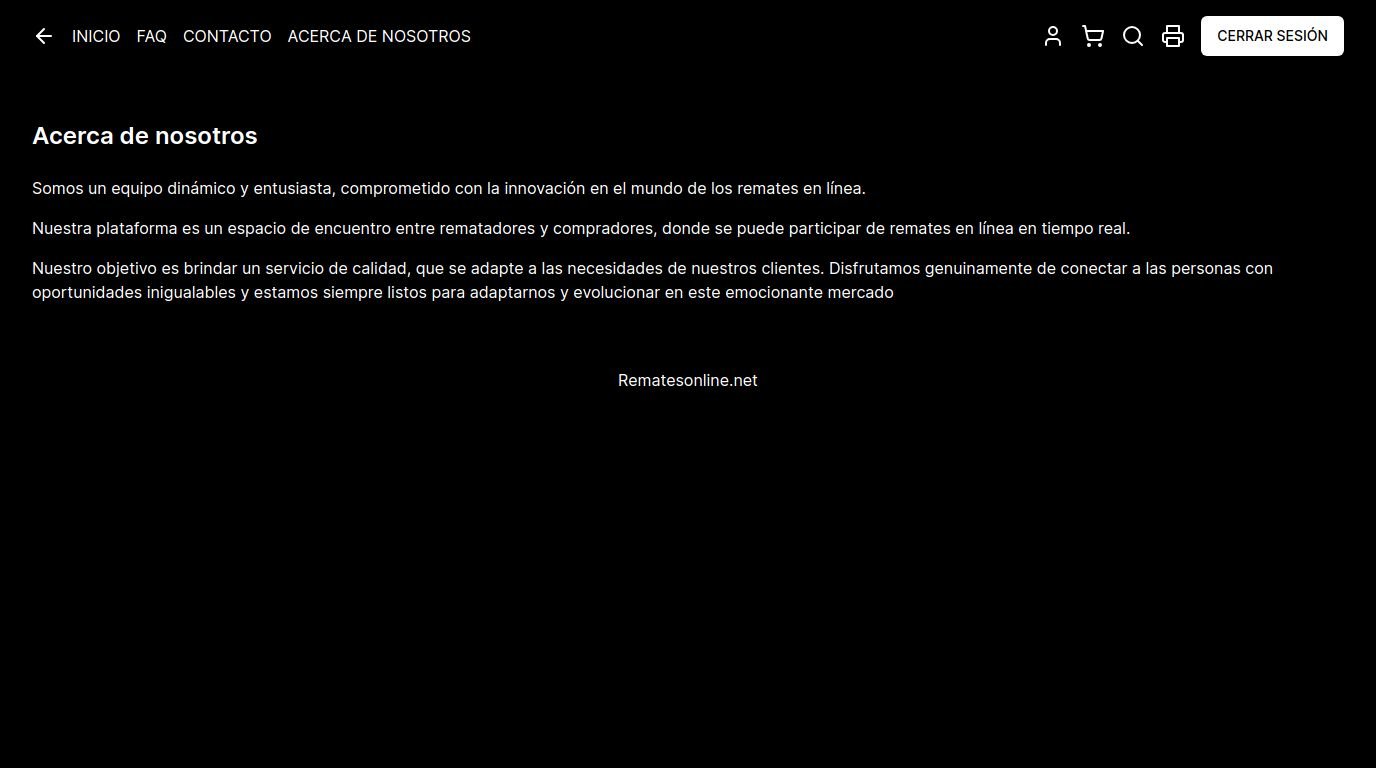 INICIO FAQ CONTACTO ACERCA DE NOSOTROS CERRAR SESIÓN
Acerca de nosotros
Somos un equipo dinámico y entusiasta, comprometido con la innovación en el mundo de los remates en línea.
Nuestra plataforma es un espacio de encuentro entre rematadores y compradores, donde se puede participar de remates en línea en tiempo real.
Nuestro objetivo es brindar un servicio de calidad, que se adapte a las necesidades de nuestros clientes. Disfrutamos genuinamente de conectar a las personas con
oportunidades inigualables y estamos siempre listos para adaptarnos y evolucionar en este emocionante mercado
Rematesonline.net